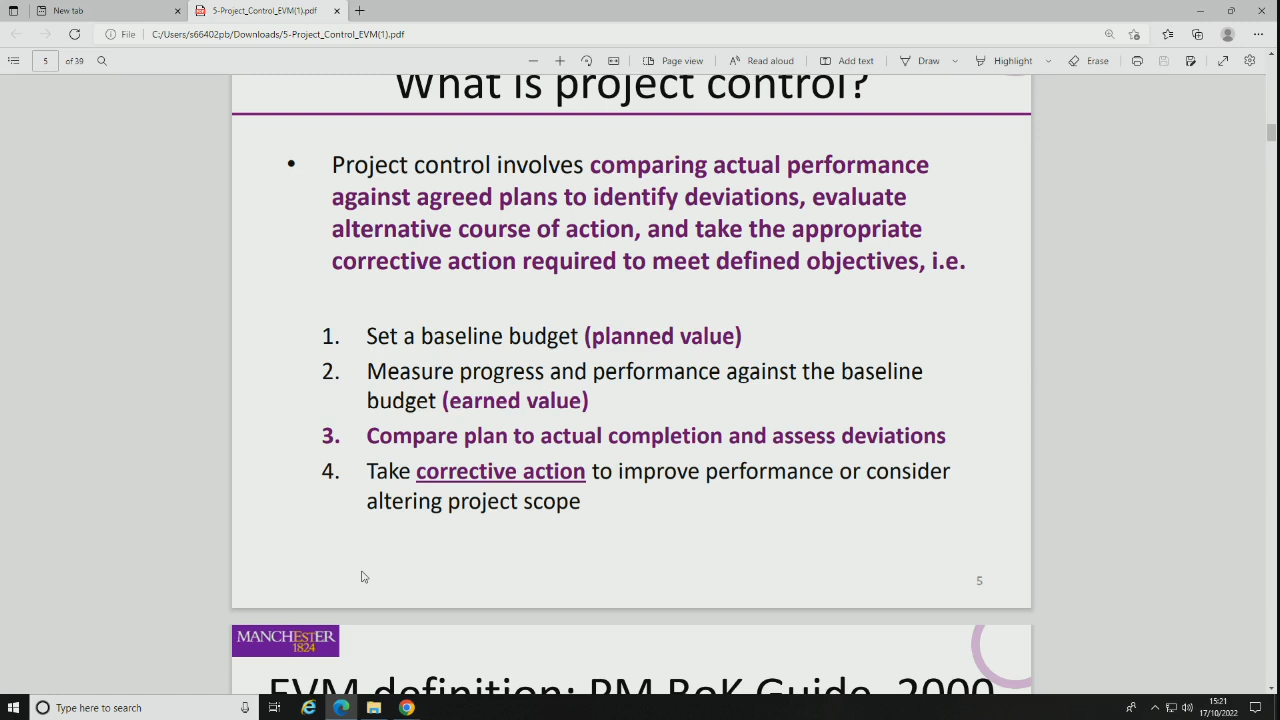 New tab
5-Project_Control_EVM(1).pdf
File
C:/Users/s66402pb/Downloads/5-Project_Control_EVM(1).pdf
5 of 39
Page view
Read aloud
Add text
Draw
Highlight
Erase
What is project control?
• Project control involves comparing actual performance
against agreed plans to identify deviations, evaluate
alternative course of action, and take the appropriate
corrective action required to meet defined objectives, i.e.
1. Set a baseline budget (planned value)
2. Measure progress and performance against the baseline
budget (earned value)
3. Compare plan to actual completion and assess deviations
4. Take corrective action to improve performance or consider
altering project scope
5
MANCHESTER
1824
EVM definition: PM BoK Guide, 2000
Type here to search
15:21
17/10/2022